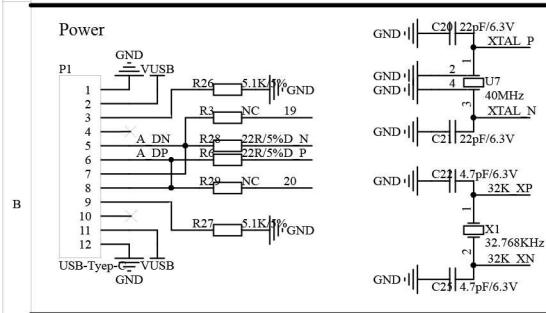 Power
GND
P1
VUSB
1
2
3
4
5
6
7
8
9
10
11
12
USB-Tyep-C
VUSB
GND
A_DN
A_DP
R26
5.1K/5%
GND
R3
NC
19
R28
22R/5%
D_N
R6
22R/5%
D_P
R29
NC
20
R27
5.1K/5%
GND
B
GND
C20
22pF/6.3V
XTAL_P
1
GND
2
GND
4
U7
40MHz
3
XTAL_N
GND
C21
22pF/6.3V
GND
C22
4.7pF/6.3V
32K_XP
1
X1
32.768KHz
2
32K_XN
GND
C25
4.7pF/6.3V